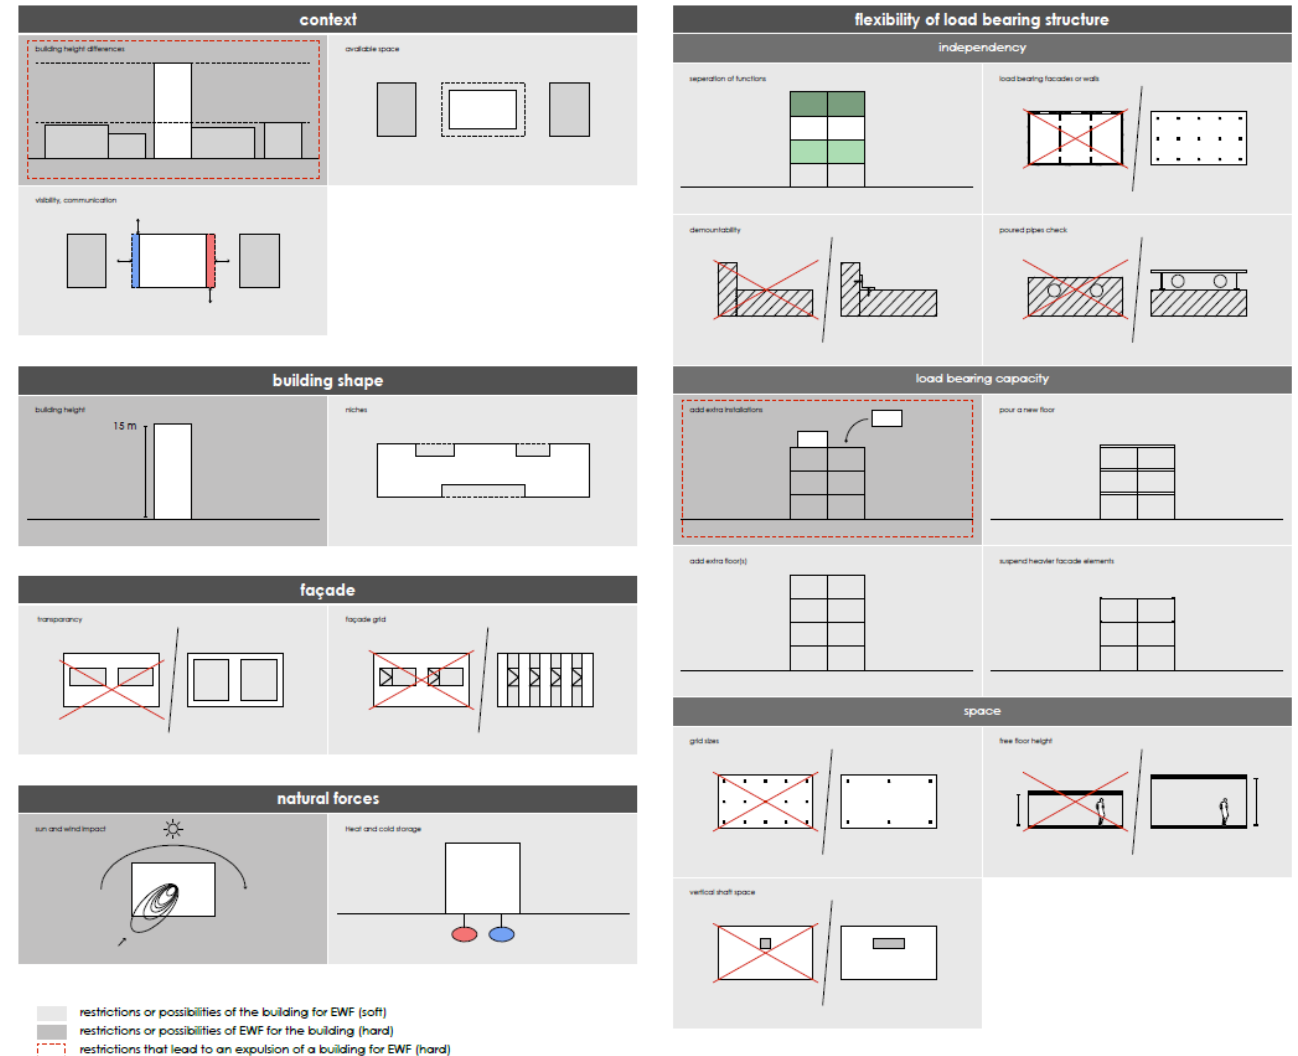 context
building height differences
available space
visibility, communication
building shape
building height
15 m
niches
façade
transparancy
façade grid
natural forces
sun and wind impact
Heat and cold storage
restrictions or possibilities of the building for EWF (soft)
restrictions or possibilities of EWF for the building (hard)
restrictions that lead to an expulsion of a building for EWF (hard)
flexibility of load bearing structure
independency
seperation of functions
load bearing facades or walls
demountability
poured pipes check
load bearing capacity
add extra installations
pour a new floor
add extra floor(s)
suspend heavier facade elements
space
grid sizes
free floor height
vertical shaft space